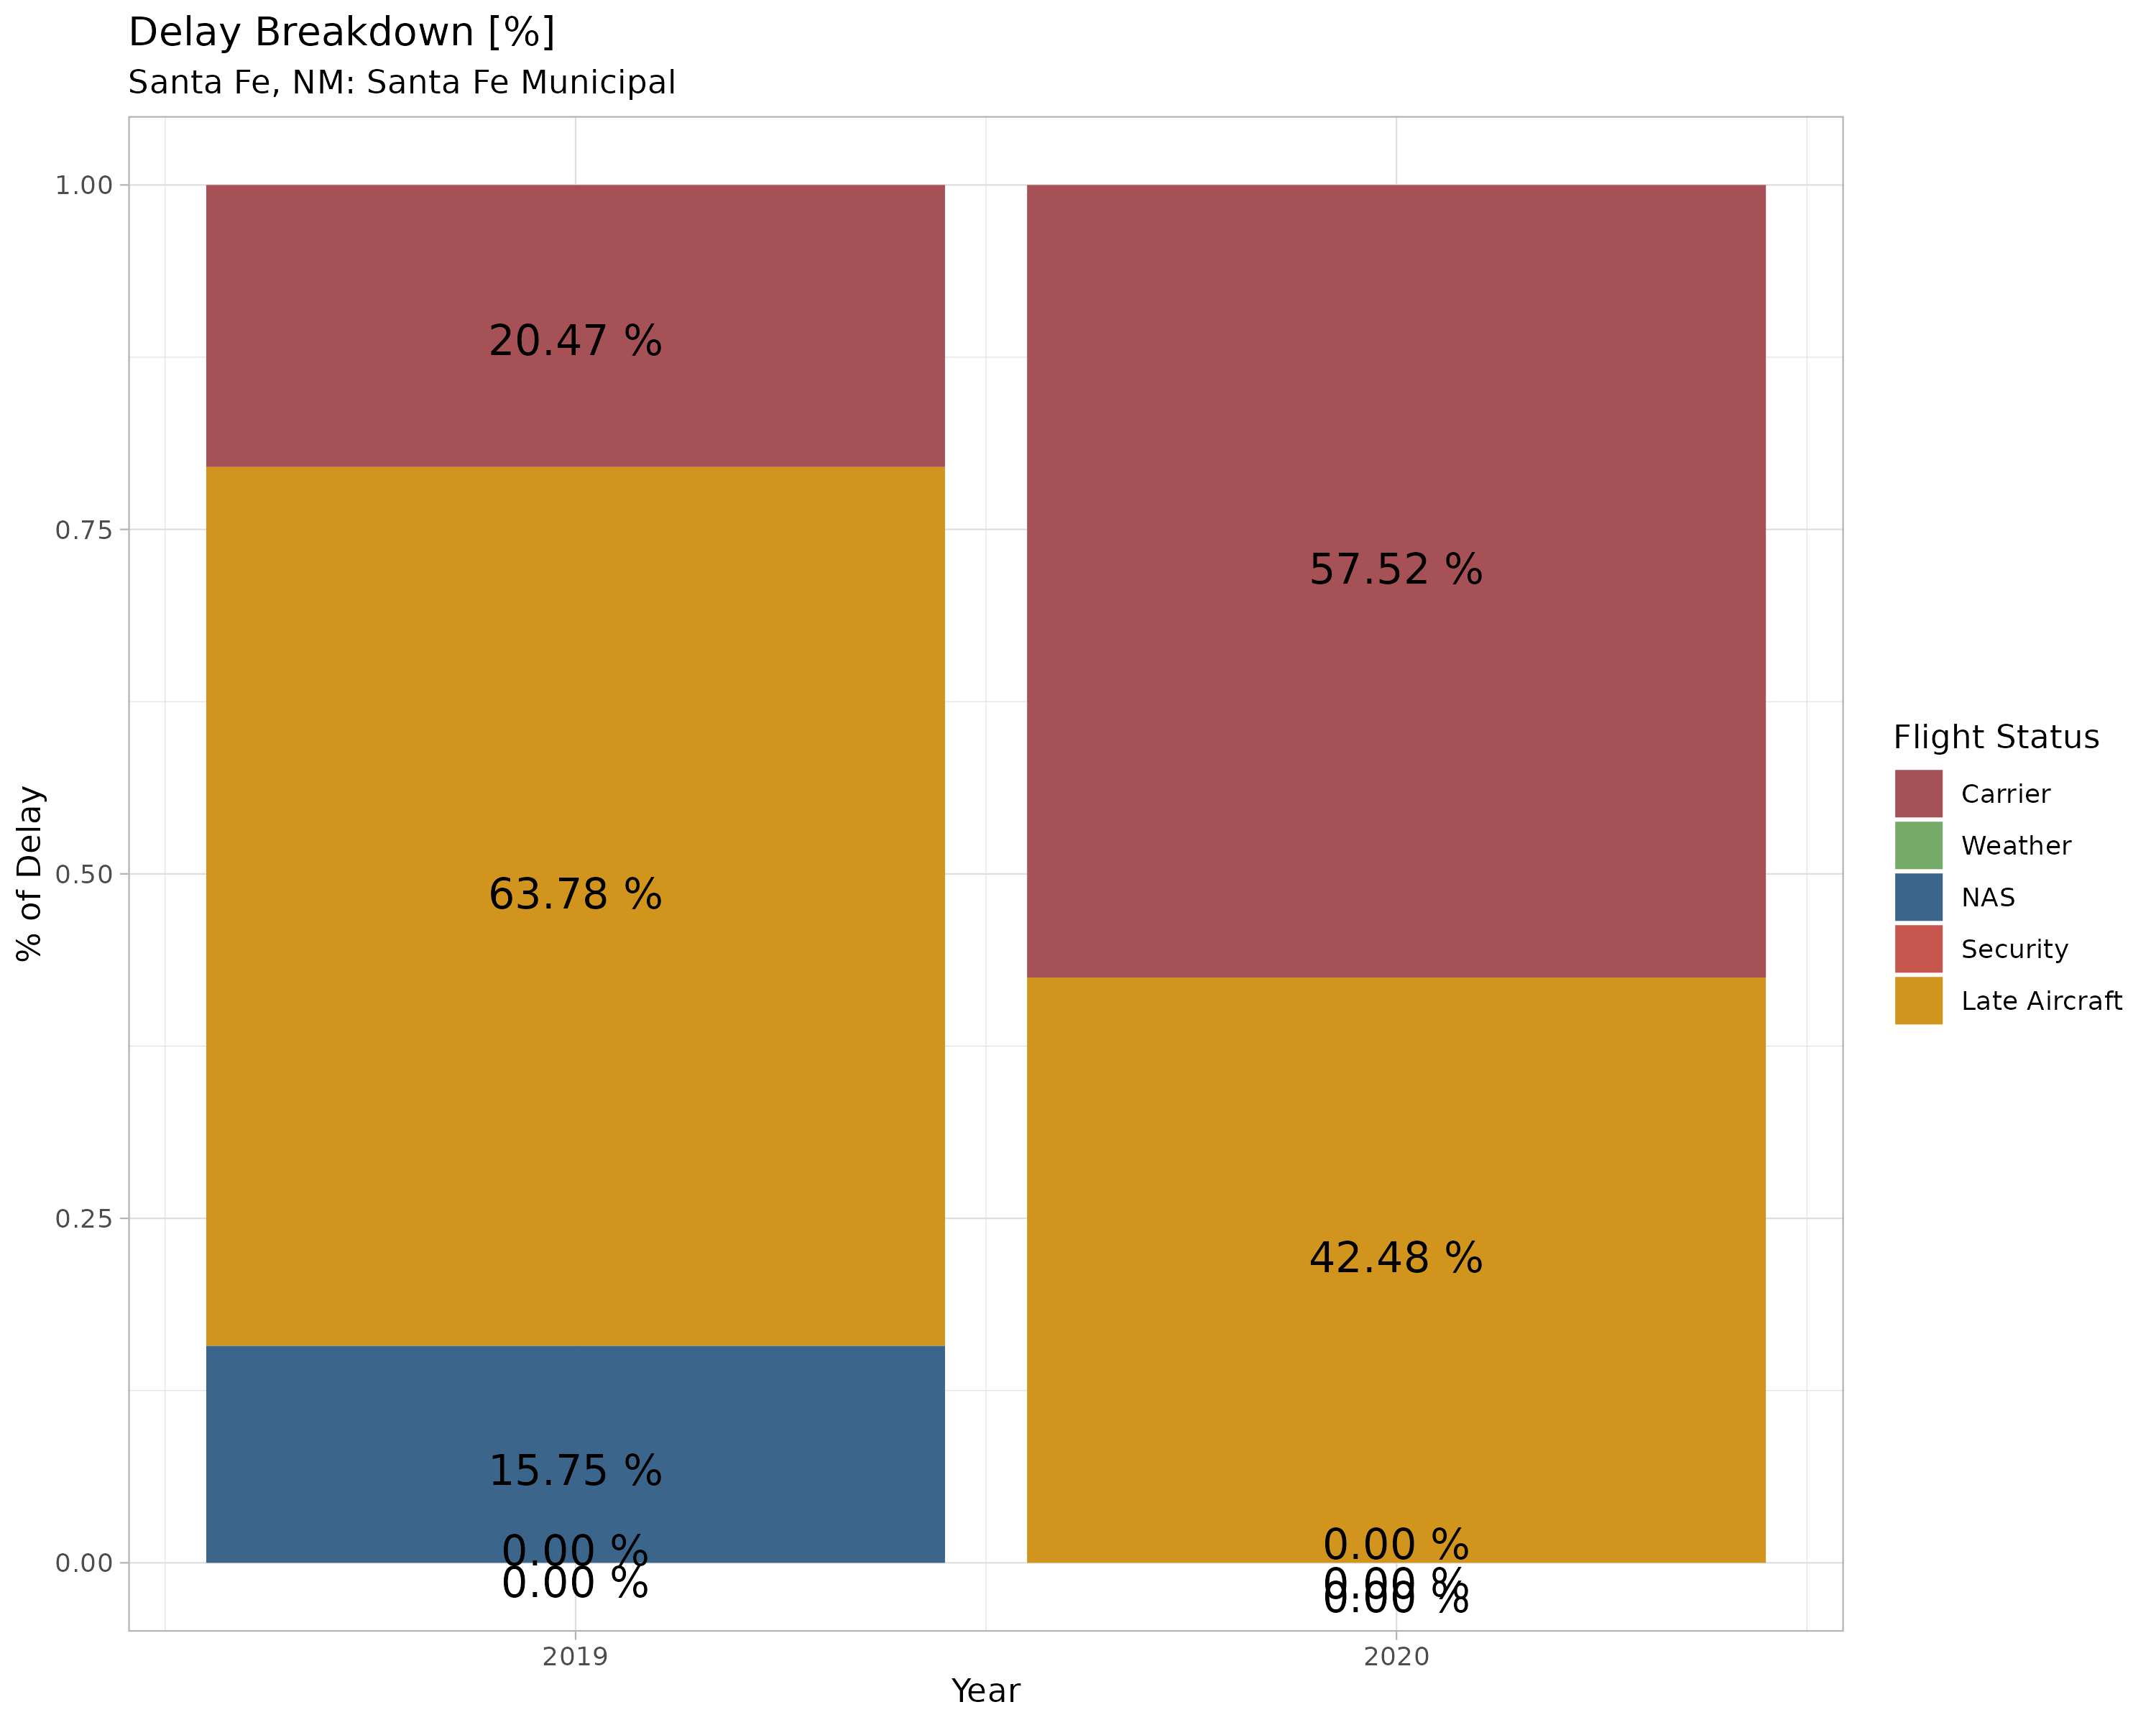 Delay Breakdown [%]
Santa Fe, NM: Santa Fe Municipal
1.00
0.75
0.50
0.25
0.00
% of Delay
20.47 %
63.78 %
15.75 %
0.00 %
0.00 %
57.52 %
42.48 %
0.00 %
0.00 %
0.00 %
2019
2020
Year
Flight Status
Carrier
Weather
NAS
Security
Late Aircraft